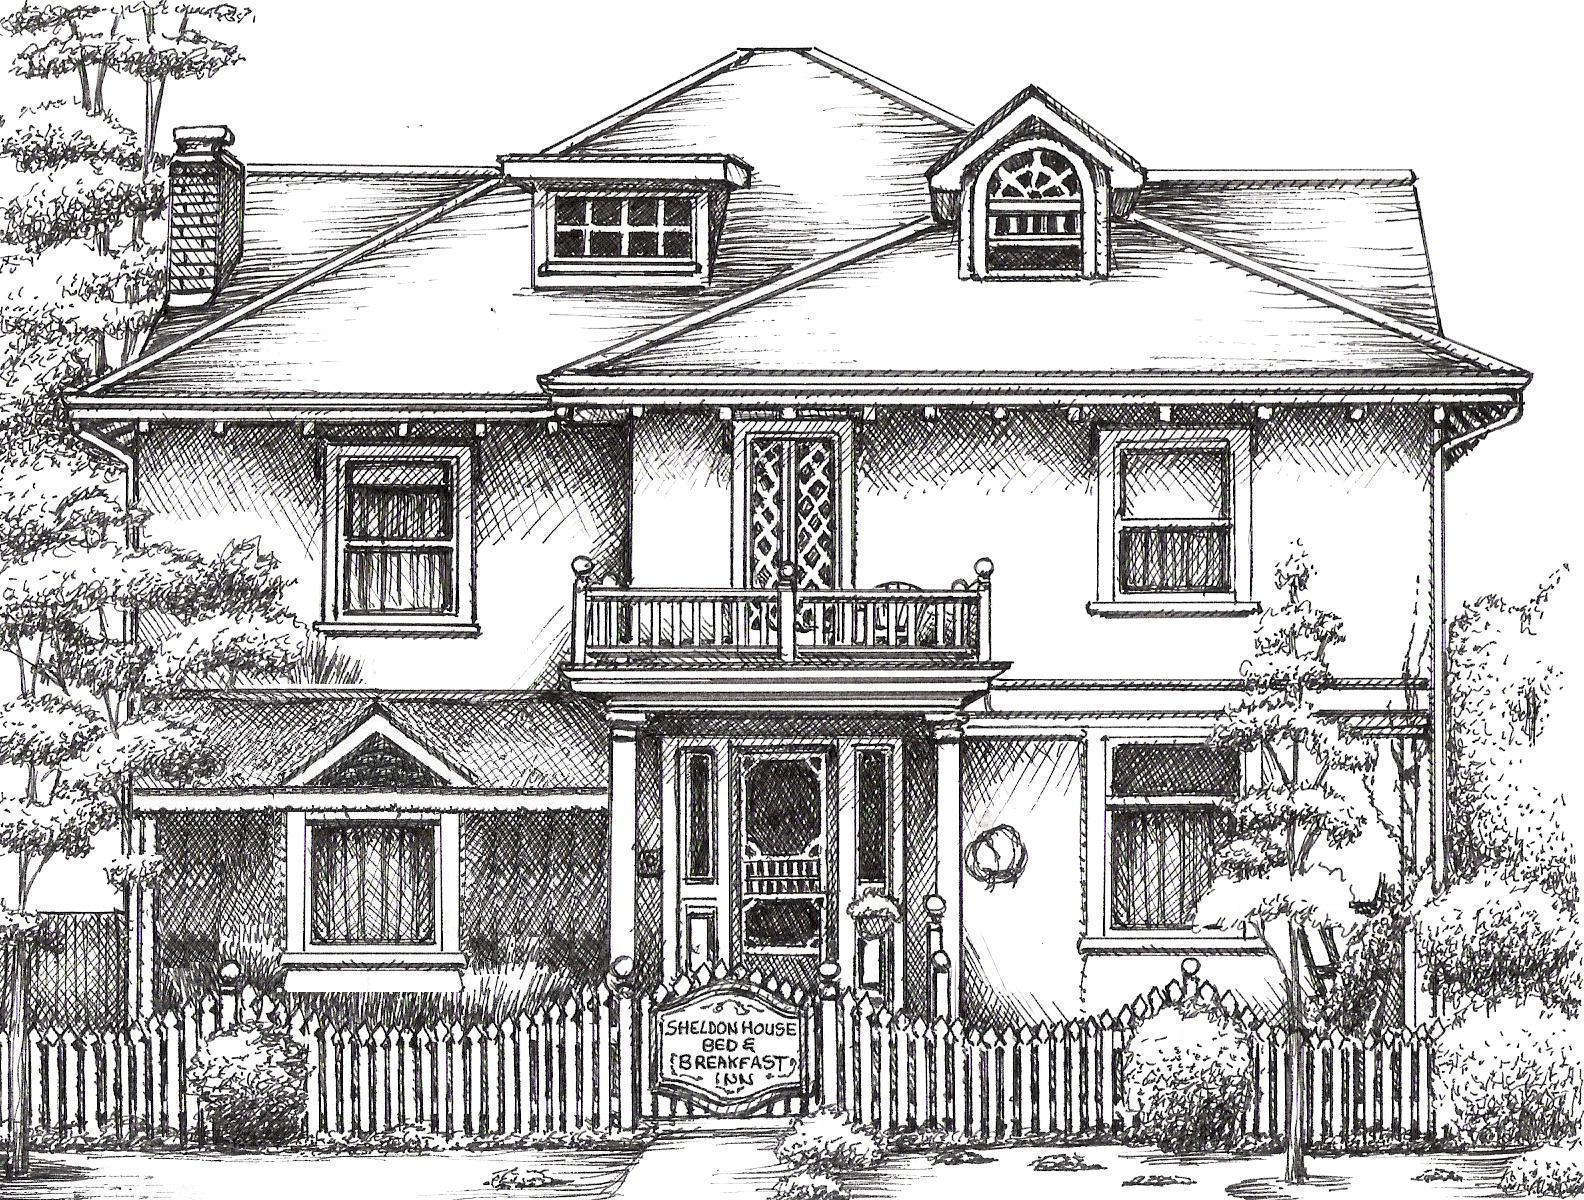 SHELDON HOUSE
BED &
BREAKFAST
INN